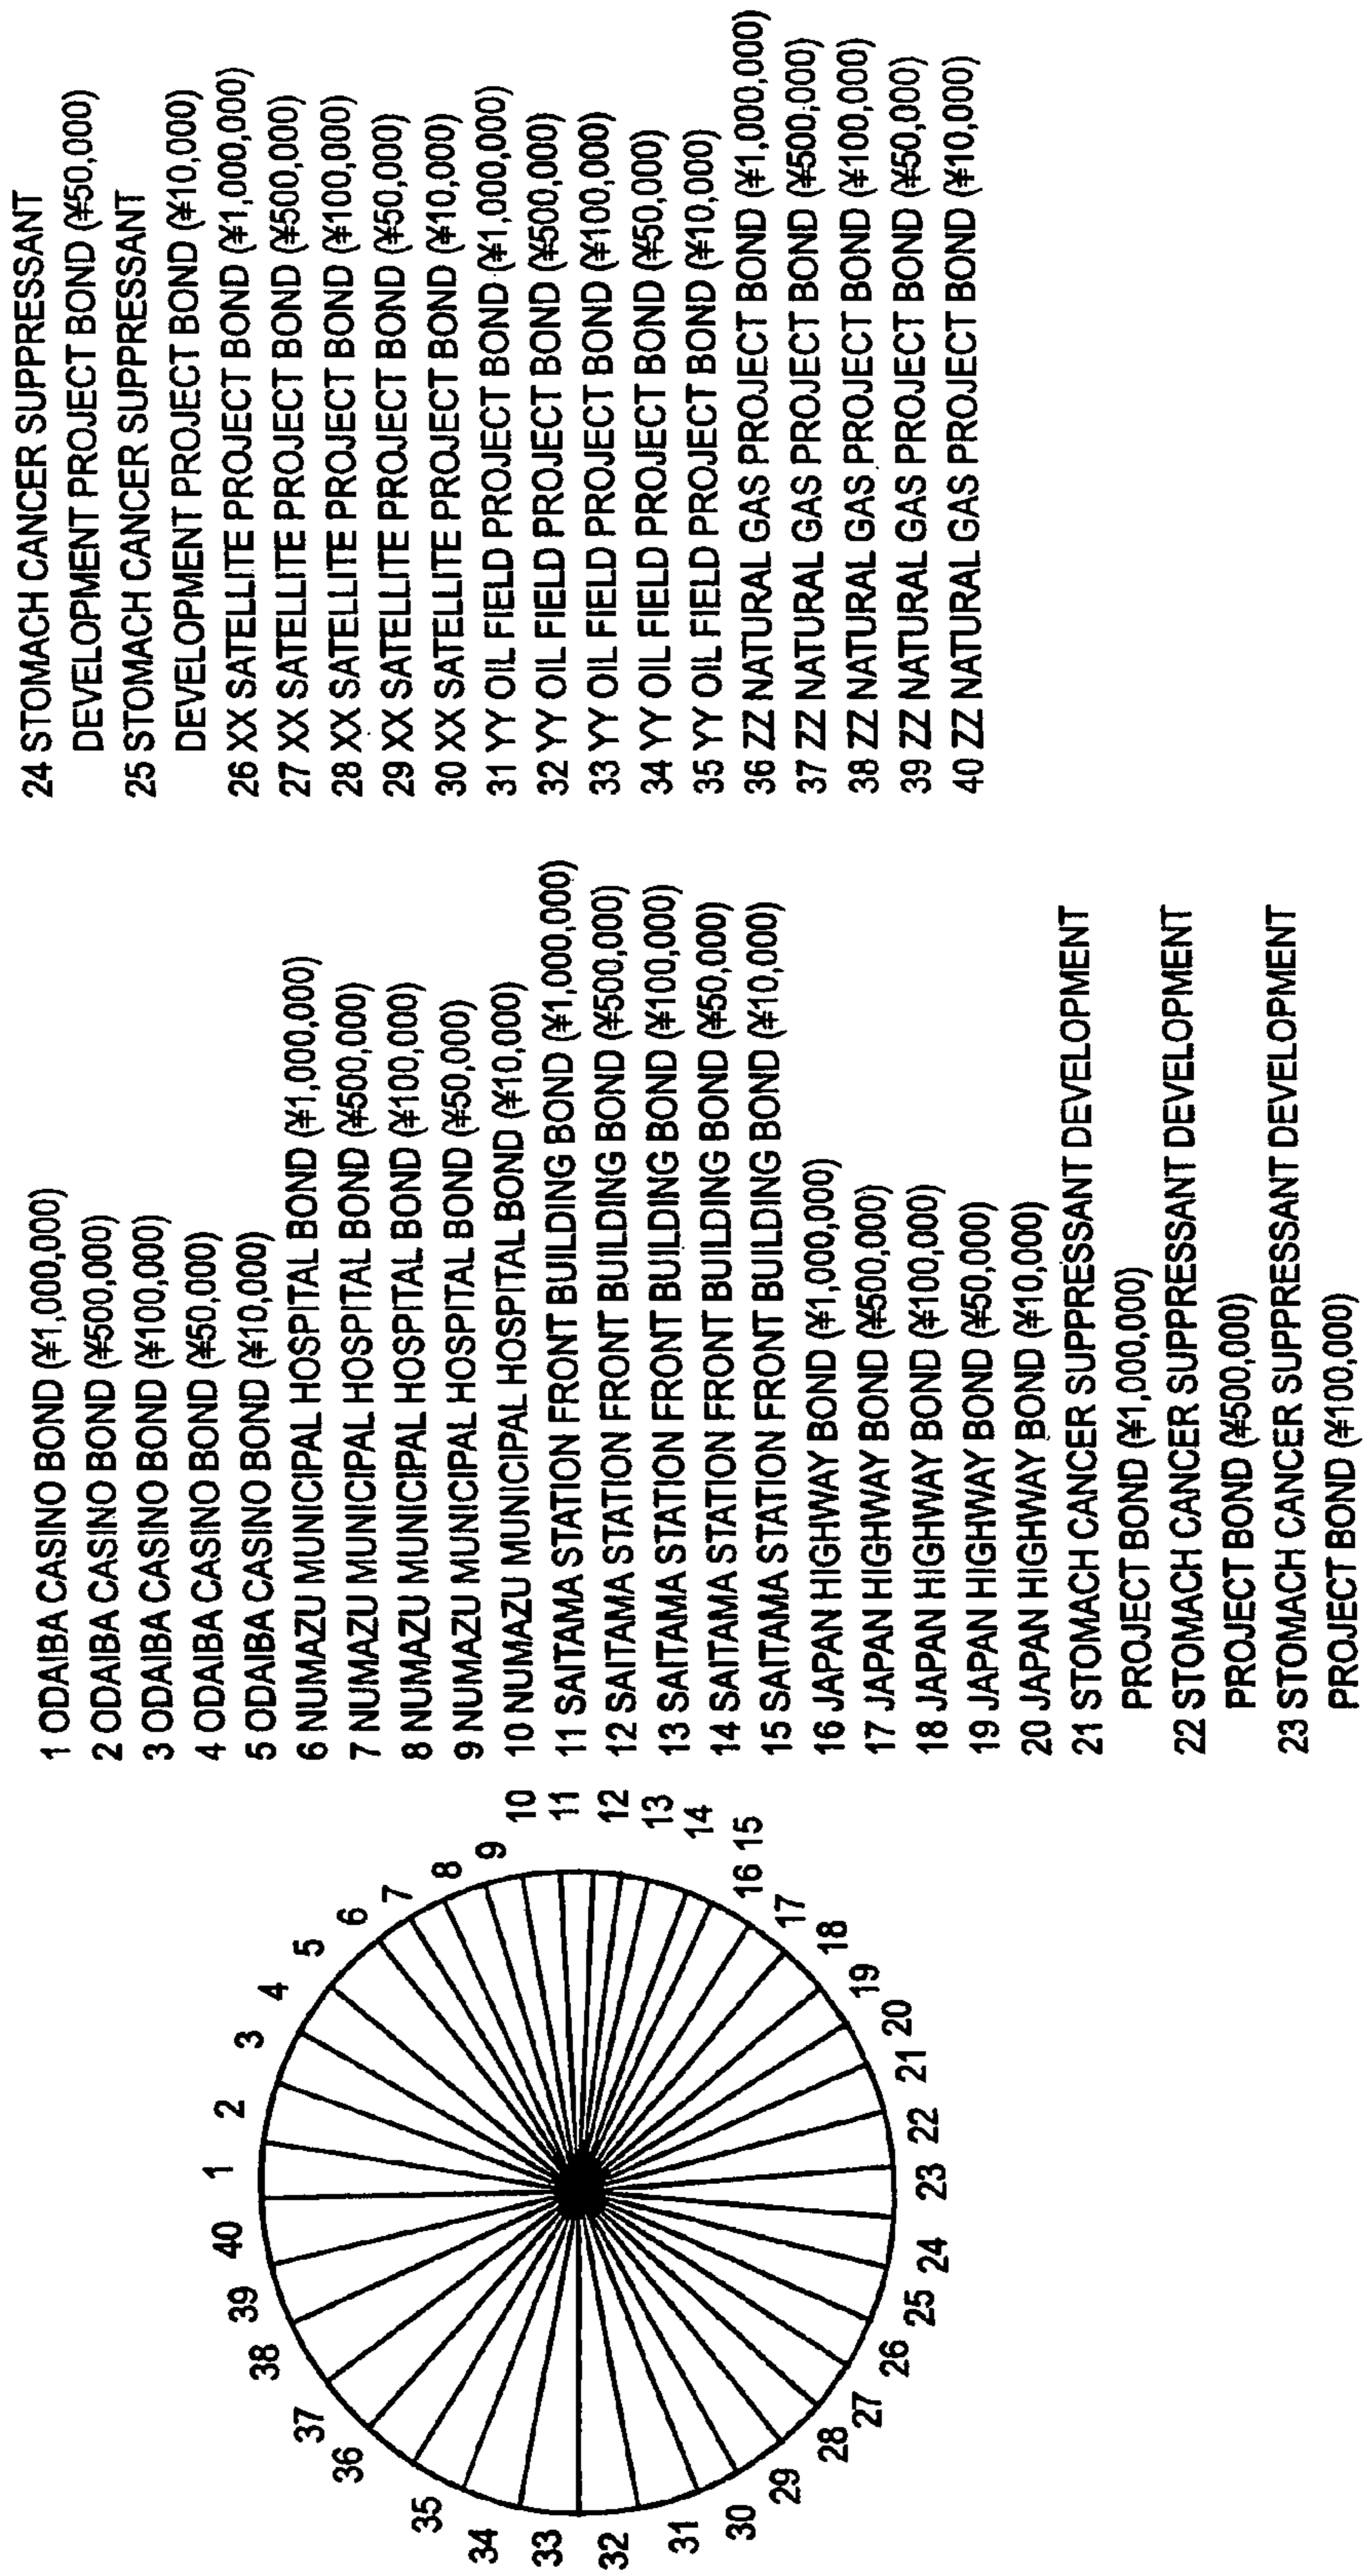 1
2
3
4
5
6
7
8
9
10
11
12
13
14
15
16
17
18
19
20
21
22
23
24
25
26
27
28
29
30
31
32
33
34
35
36
37
38
39
40
1 ODAIBA CASINO BOND (¥1,000,000)
2 ODAIBA CASINO BOND (¥500,000)
3 ODAIBA CASINO BOND (¥100,000)
4 ODAIBA CASINO BOND (¥50,000)
5 ODAIBA CASINO BOND (¥10,000)
6 NUMAZU MUNICIPAL HOSPITAL BOND (¥1,000,000)
7 NUMAZU MUNICIPAL HOSPITAL BOND (¥500,000)
8 NUMAZU MUNICIPAL HOSPITAL BOND (¥100,000)
9 NUMAZU MUNICIPAL HOSPITAL BOND (¥50,000)
10 NUMAZU MUNICIPAL HOSPITAL BOND (¥10,000)
11 SAITAMA STATION FRONT BUILDING BOND (¥1,000,000)
12 SAITAMA STATION FRONT BUILDING BOND (¥500,000)
13 SAITAMA STATION FRONT BUILDING BOND (¥100,000)
14 SAITAMA STATION FRONT BUILDING BOND (¥50,000)
15 SAITAMA STATION FRONT BUILDING BOND (¥10,000)
16 JAPAN HIGHWAY BOND (¥1,000,000)
17 JAPAN HIGHWAY BOND (¥500,000)
18 JAPAN HIGHWAY BOND (¥100,000)
19 JAPAN HIGHWAY BOND (¥50,000)
20 JAPAN HIGHWAY BOND (¥10,000)
21 STOMACH CANCER SUPPRESSANT DEVELOPMENT
PROJECT BOND (¥1,000,000)
22 STOMACH CANCER SUPPRESSANT DEVELOPMENT
PROJECT BOND (¥500,000)
23 STOMACH CANCER SUPPRESSANT DEVELOPMENT
PROJECT BOND (¥100,000)
24 STOMACH CANCER SUPPRESSANT
DEVELOPMENT PROJECT BOND (¥50,000)
25 STOMACH CANCER SUPPRESSANT
DEVELOPMENT PROJECT BOND (¥10,000)
26 XX SATELLITE PROJECT BOND (¥1,000,000)
27 XX SATELLITE PROJECT BOND (¥500,000)
28 XX SATELLITE PROJECT BOND (¥100,000)
29 XX SATELLITE PROJECT BOND (¥50,000)
30 XX SATELLITE PROJECT BOND (¥10,000)
31 YY OIL FIELD PROJECT BOND (¥1,000,000)
32 YY OIL FIELD PROJECT BOND (¥500,000)
33 YY OIL FIELD PROJECT BOND (¥100,000)
34 YY OIL FIELD PROJECT BOND (¥50,000)
35 YY OIL FIELD PROJECT BOND (¥10,000)
36 ZZ NATURAL GAS PROJECT BOND (¥1,000,000)
37 ZZ NATURAL GAS PROJECT BOND (¥500,000)
38 ZZ NATURAL GAS PROJECT BOND (¥100,000)
39 ZZ NATURAL GAS PROJECT BOND (¥50,000)
40 ZZ NATURAL GAS PROJECT BOND (¥10,000)